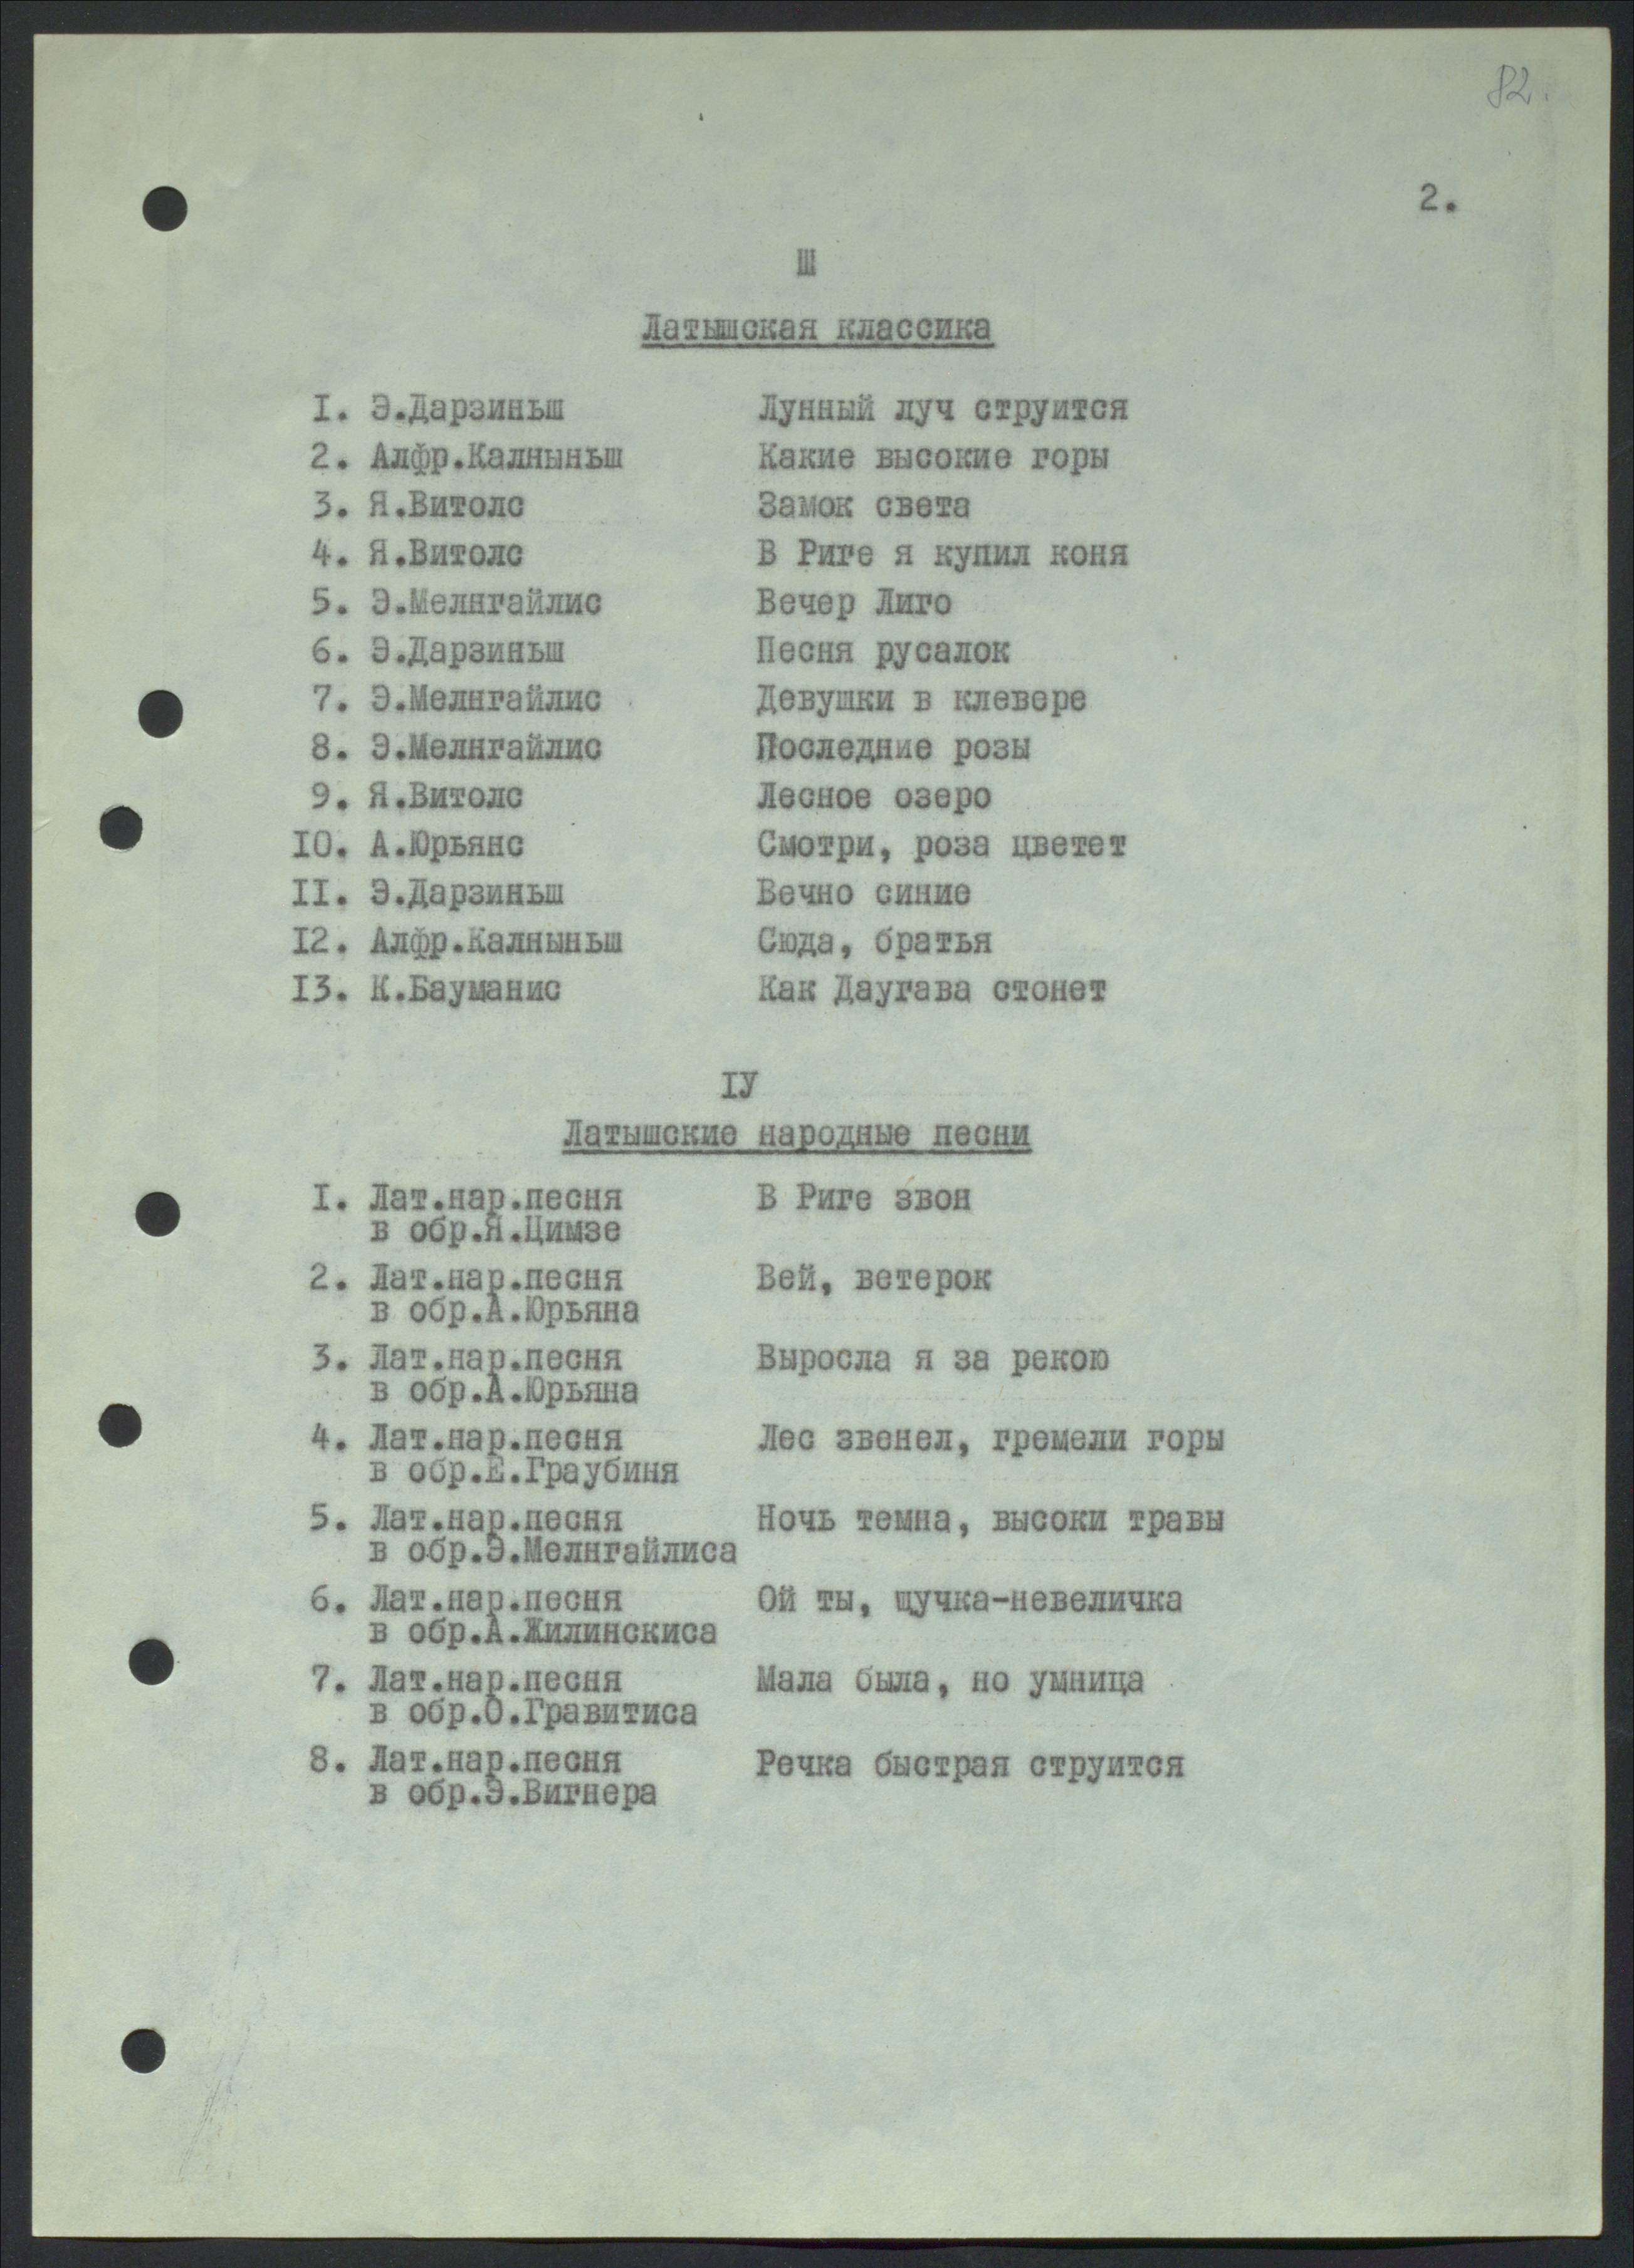 82.
2.
Ш
Латышская классика
I. Э.Дарзиньш Лунный луч струится
2. Алфр.Калныньш Какие высокие горы
3. Я.Витолс Замок света
4. Я.Витолс В Риге я купил коня
5. Э.Мелнгайлис Вечер Лиго
6. Э.Дарзиньш Песня русалок
7. Э.Мелнгайлис Девушки в клевере
8. Э.Мелнгайлис Последние розы
9. Я.Витолс Лесное озеро
IO. А.Юрьянс Смотри, роза цветет
II. Э.Дарзиньш Вечно синие
I2. Алфр.Калныньш Сюда, братья
I3. К.Бауманис Как Даугава стонет
IУ
Латышские народные песни
I. Лат.нар.песня В Риге звон
в обр.Я.Цимзе
2. Лат.нар.песня Вей, ветерок
в обр.А.Юрьяна
3. Лат.нар.песня Выросла я за рекою
в обр.А.Юрьяна
4. Лат.нар.песня Лес звенел, гремели горы
в обр.Е.Граубиня
5. Лат.нар.песня Ночь темна, высоки травы
в обр.Э.Мелнгайлиса
6. Лат.нар.песня Ой ты, щучка-невеличка
в обр.А.Жилинскиса
7. Лат.нар.песня Мала была, но умница
в обр.О.Гравитиса
8. Лат.нар.песня Речка быстрая струится
в обр.Э.Вигнера